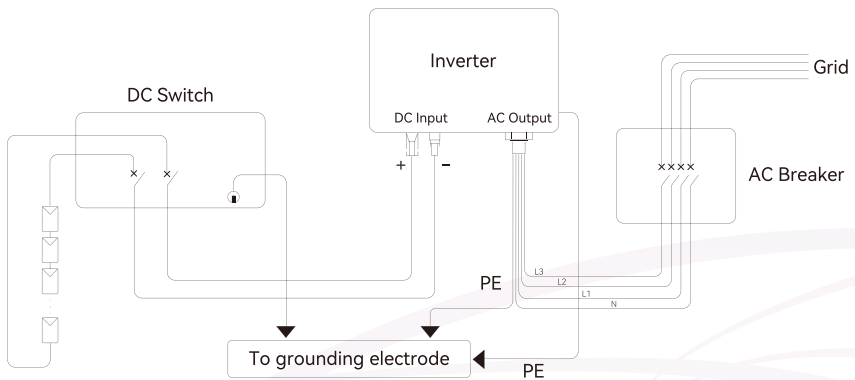 Inverter
Grid
DC Switch
DC Input
AC Output
+
−
AC Breaker
L3
PE
L2
L1
N
To grounding electrode
PE